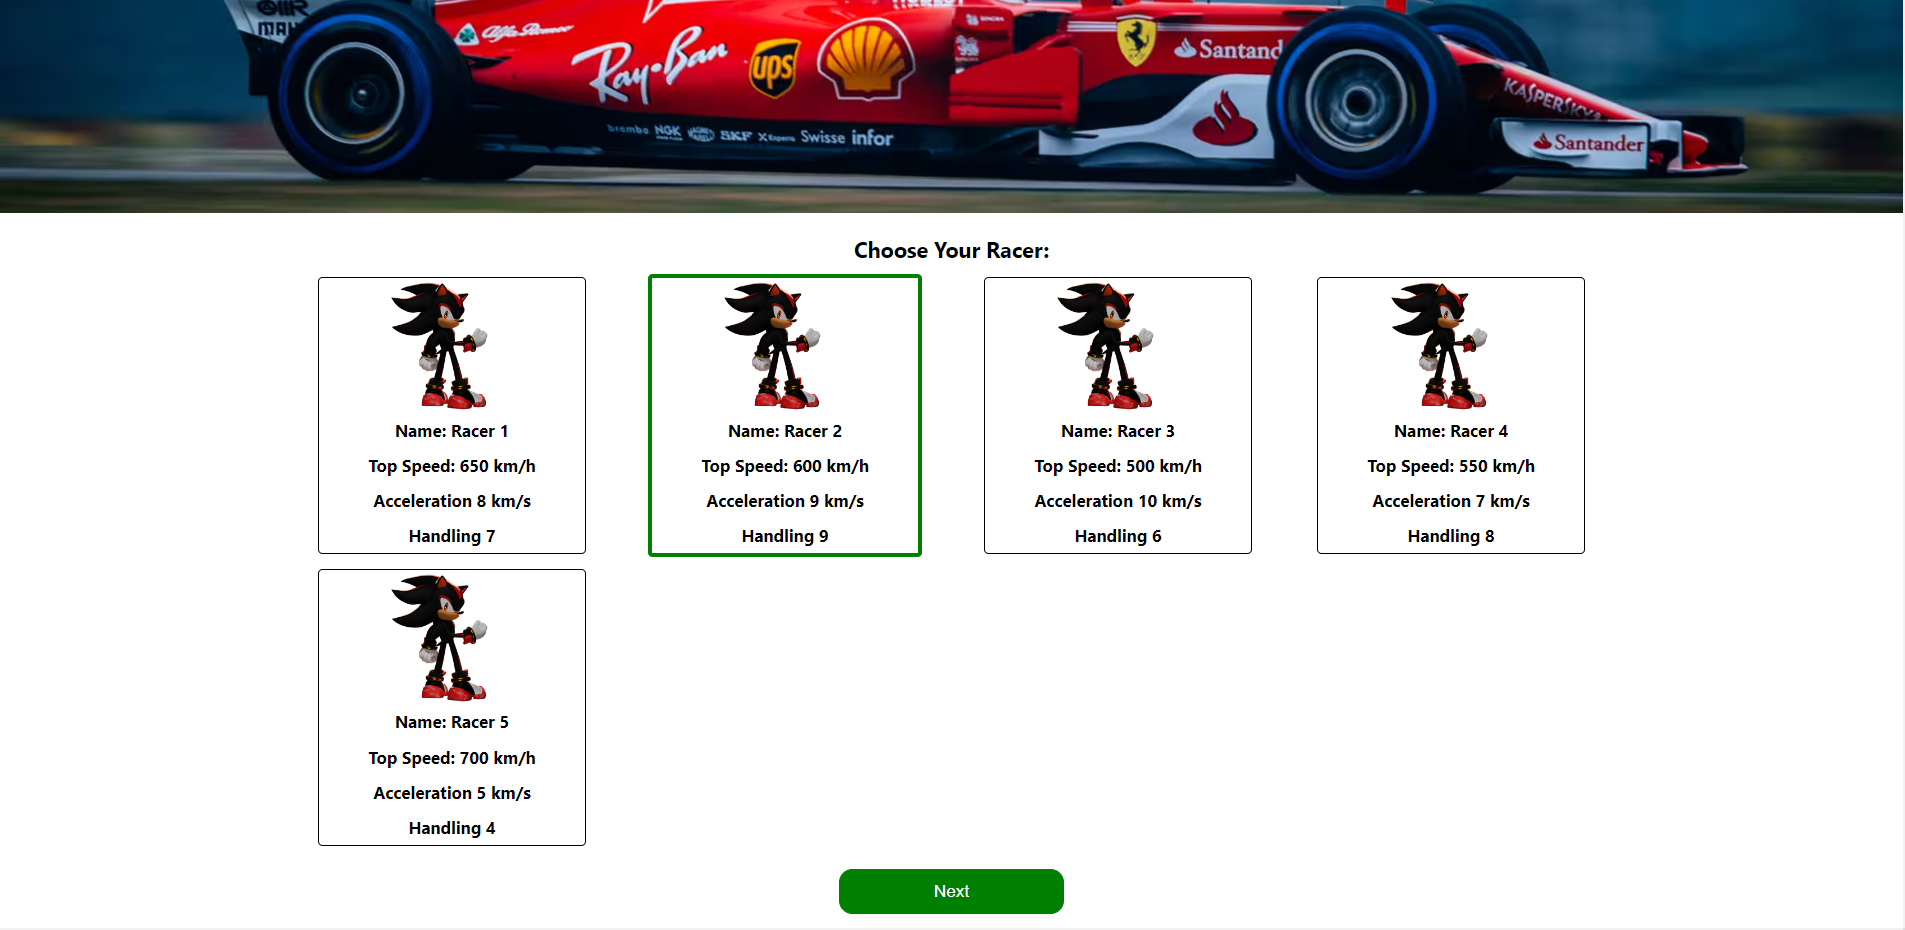 Alfa Romeo
Ray-Ban
ups
Santand
KASPERSKY
Santander
brembo NGK SKF Swisse infor
Choose Your Racer:
Name: Racer 1
Top Speed: 650 km/h
Acceleration 8 km/s
Handling 7
Name: Racer 2
Top Speed: 600 km/h
Acceleration 9 km/s
Handling 9
Name: Racer 3
Top Speed: 500 km/h
Acceleration 10 km/s
Handling 6
Name: Racer 4
Top Speed: 550 km/h
Acceleration 7 km/s
Handling 8
Name: Racer 5
Top Speed: 700 km/h
Acceleration 5 km/s
Handling 4
Next